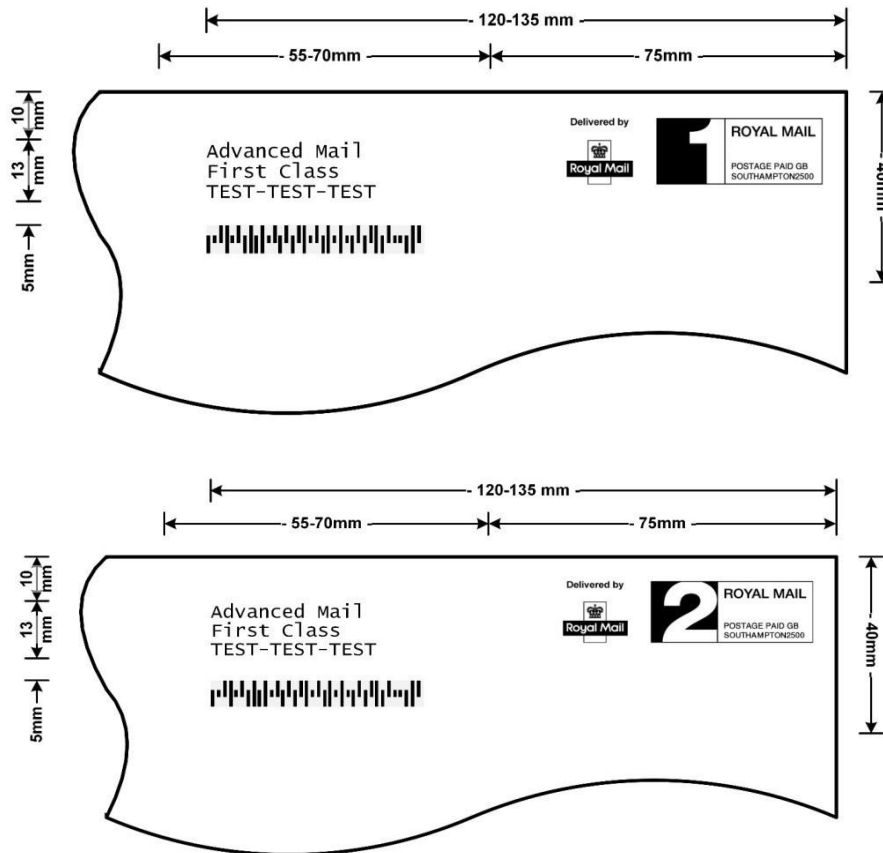 - 120-135 mm -
- 55-70mm -
- 75mm -
10
mm
13
mm
5mm
- 40mm -
Advanced Mail
First Class
TEST-TEST-TEST
Delivered by
Royal Mail
1
ROYAL MAIL
POSTAGE PAID GB
SOUTHAMPTON2500
- 120-135 mm -
- 55-70mm -
- 75mm -
10
mm
13
mm
5mm
- 40mm -
Advanced Mail
First Class
TEST-TEST-TEST
Delivered by
Royal Mail
2
ROYAL MAIL
POSTAGE PAID GB
SOUTHAMPTON2500